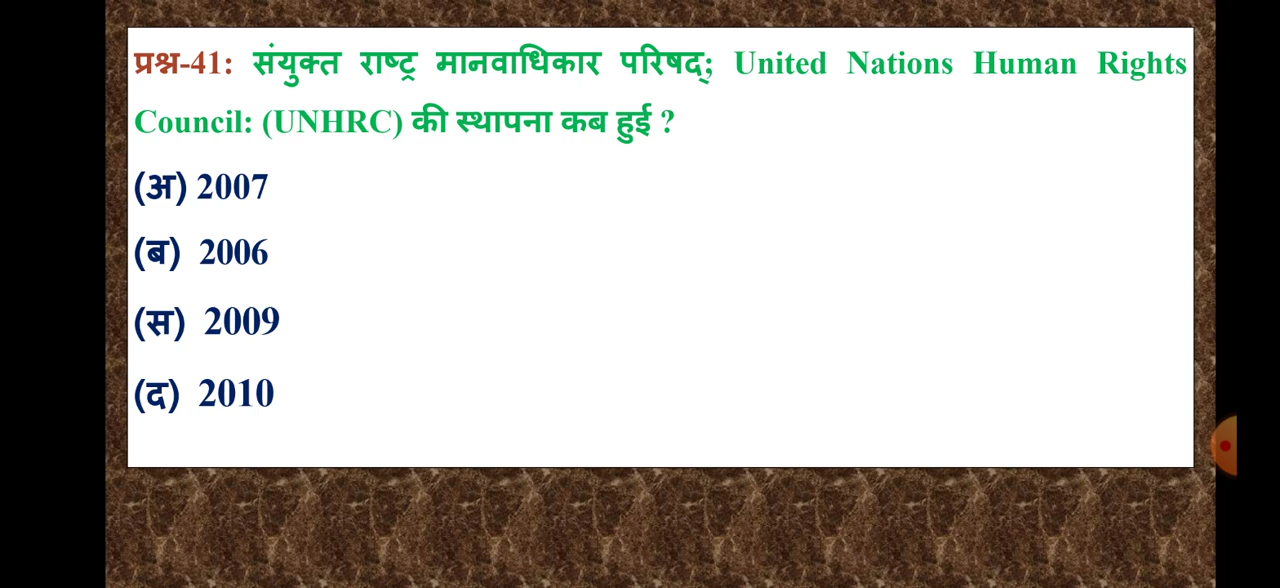 प्रश्न-41: संयुक्त राष्ट्र मानवाधिकार परिषद्; United Nations Human Rights
Council: (UNHRC) की स्थापना कब हुई ?
(अ) 2007
(ब) 2006
(स) 2009
(द) 2010